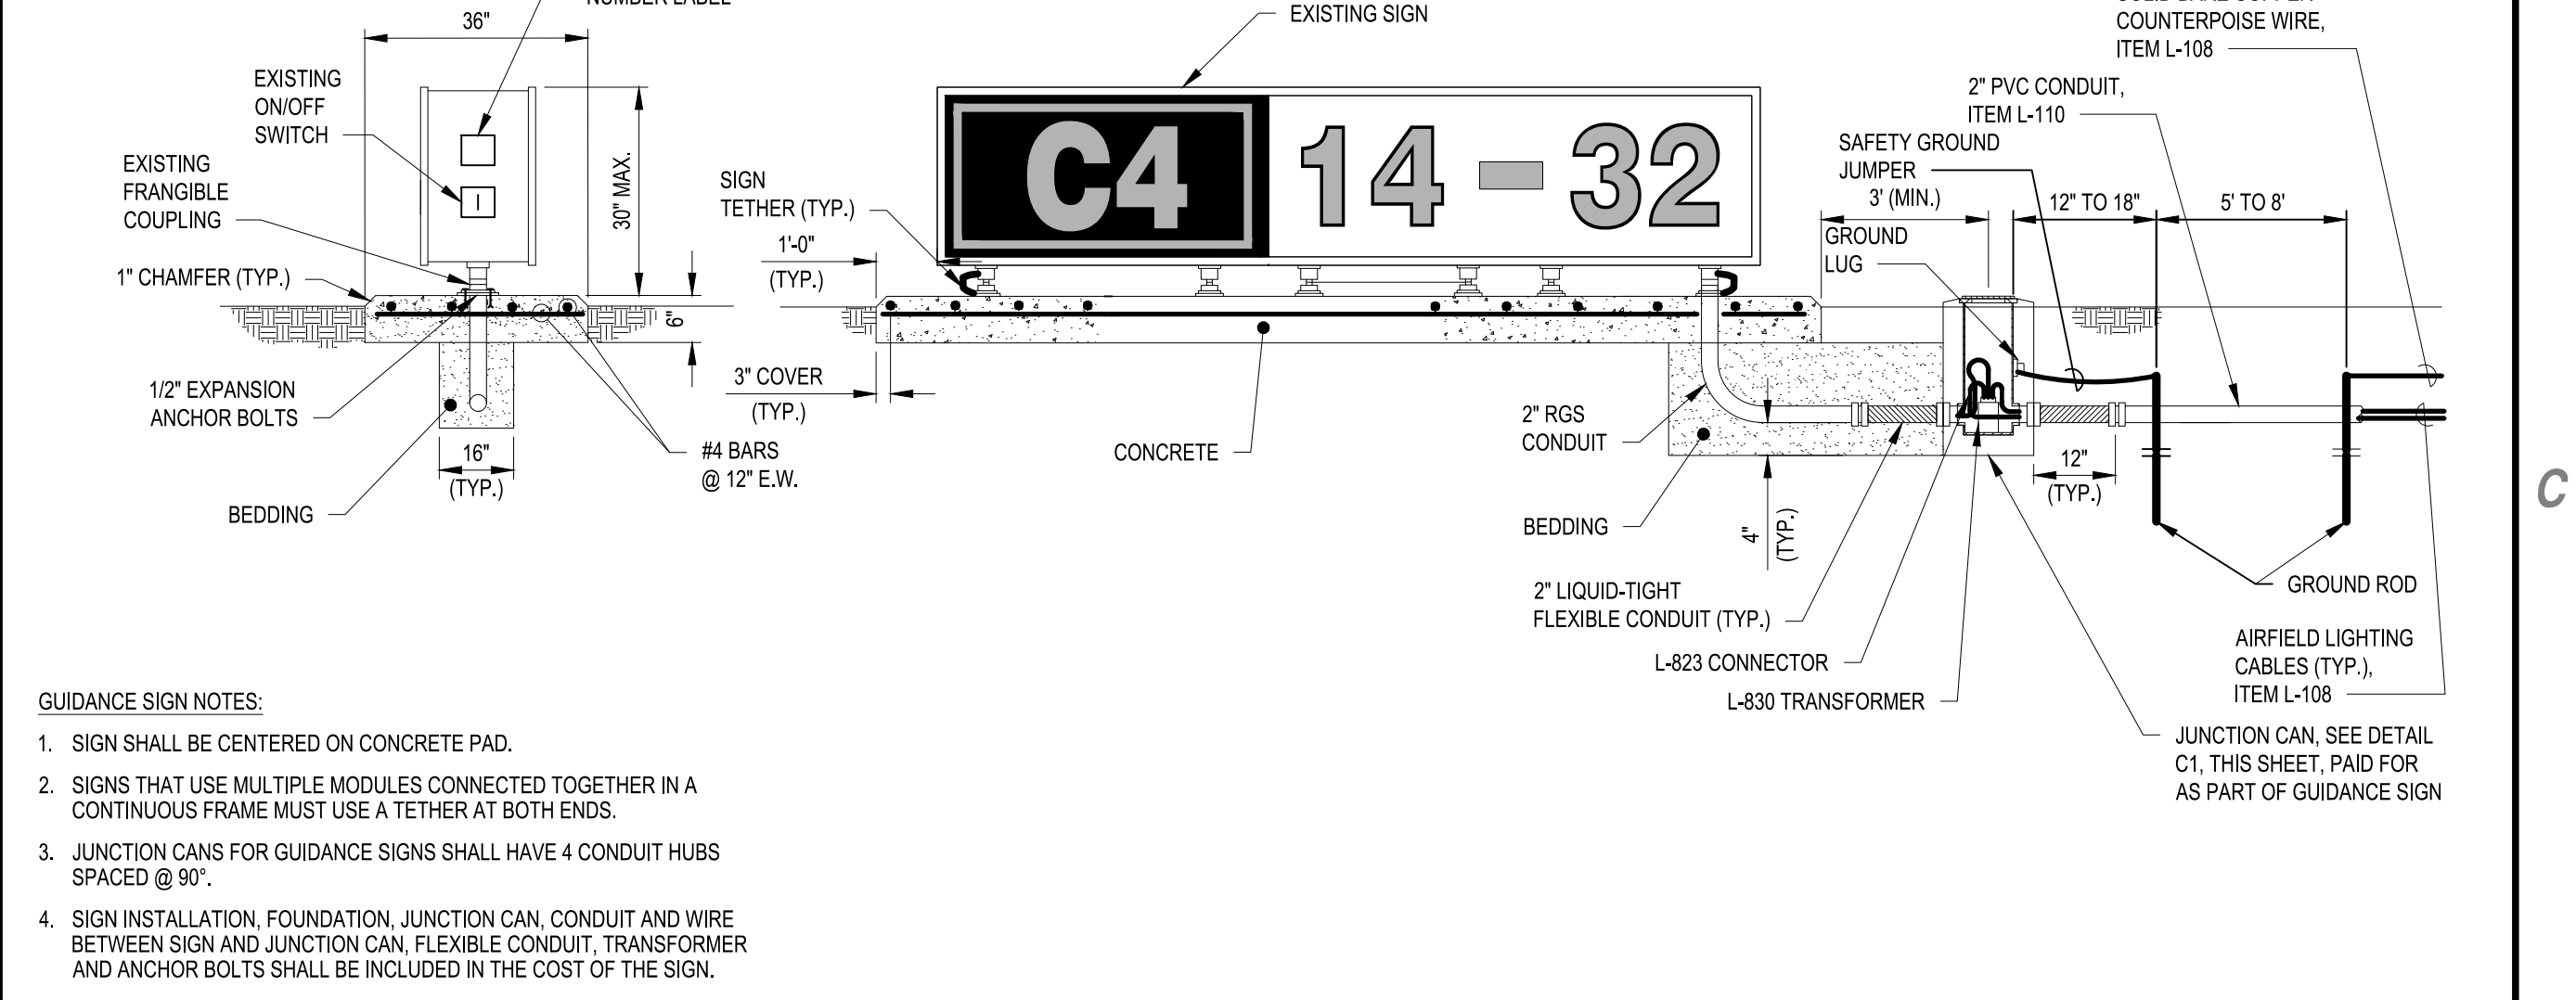 NUMBER LABEL
36"
EXISTING
ON/OFF
SWITCH
EXISTING
FRANGIBLE
COUPLING
1" CHAMFER (TYP.)
30" MAX.
6"
1/2" EXPANSION
ANCHOR BOLTS
16"
(TYP.)
BEDDING
#4 BARS
@ 12" E.W.
EXISTING SIGN
C4 14-32
SIGN
TETHER (TYP.)
1'-0"
(TYP.)
3" COVER
(TYP.)
CONCRETE
COUNTERPOISE WIRE,
ITEM L-108
2" PVC CONDUIT,
ITEM L-110
SAFETY GROUND
JUMPER
3' (MIN.)
12" TO 18"
5' TO 8'
GROUND
LUG
2" RGS
CONDUIT
BEDDING
4"
(TYP.)
12"
(TYP.)
2" LIQUID-TIGHT
FLEXIBLE CONDUIT (TYP.)
L-823 CONNECTOR
L-830 TRANSFORMER
GROUND ROD
AIRFIELD LIGHTING
CABLES (TYP.),
ITEM L-108
JUNCTION CAN, SEE DETAIL
C1, THIS SHEET, PAID FOR
AS PART OF GUIDANCE SIGN
C
GUIDANCE SIGN NOTES:
1. SIGN SHALL BE CENTERED ON CONCRETE PAD.
2. SIGNS THAT USE MULTIPLE MODULES CONNECTED TOGETHER IN A
CONTINUOUS FRAME MUST USE A TETHER AT BOTH ENDS.
3. JUNCTION CANS FOR GUIDANCE SIGNS SHALL HAVE 4 CONDUIT HUBS
SPACED @ 90°.
4. SIGN INSTALLATION, FOUNDATION, JUNCTION CAN, CONDUIT AND WIRE
BETWEEN SIGN AND JUNCTION CAN, FLEXIBLE CONDUIT, TRANSFORMER
AND ANCHOR BOLTS SHALL BE INCLUDED IN THE COST OF THE SIGN.